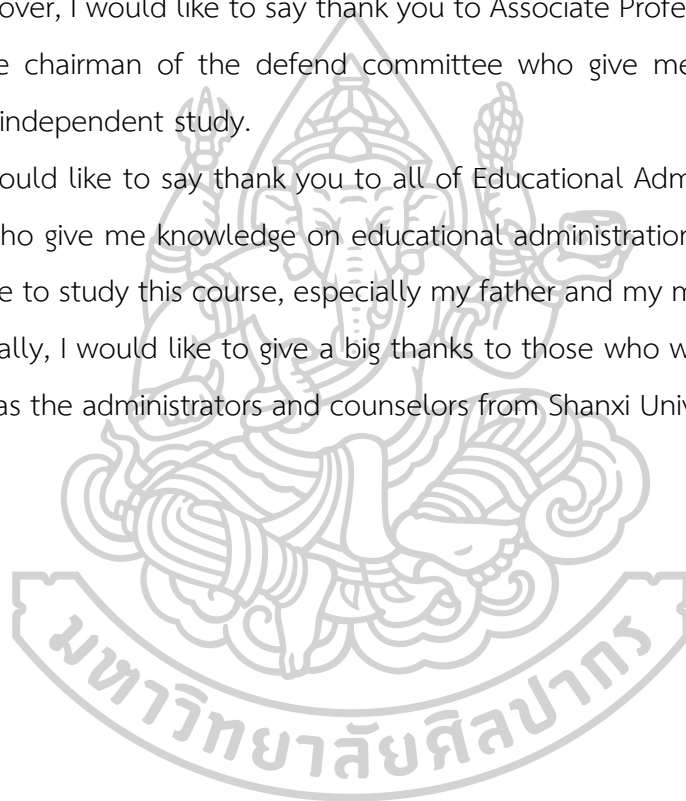 over, I would like to say thank you to Associate Profe
e chairman of the defend committee who give me
independent study.
ould like to say thank you to all of Educational Adm
ho give me knowledge on educational administration
e to study this course, especially my father and my m
ally, I would like to give a big thanks to those who w
as the administrators and counselors from Shanxi Univ
มหาวิทยาลัยศิลปากร